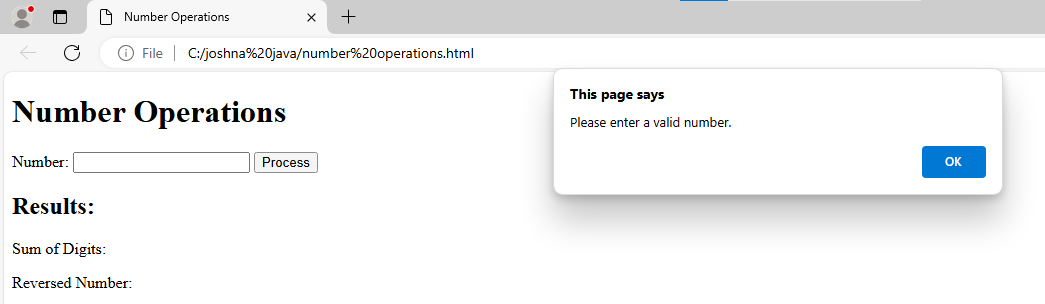 Number Operations
File C:/joshna%20java/number%20operations.html
This page says
Please enter a valid number.
OK
Number Operations
Number: Process
Results:
Sum of Digits:
Reversed Number: